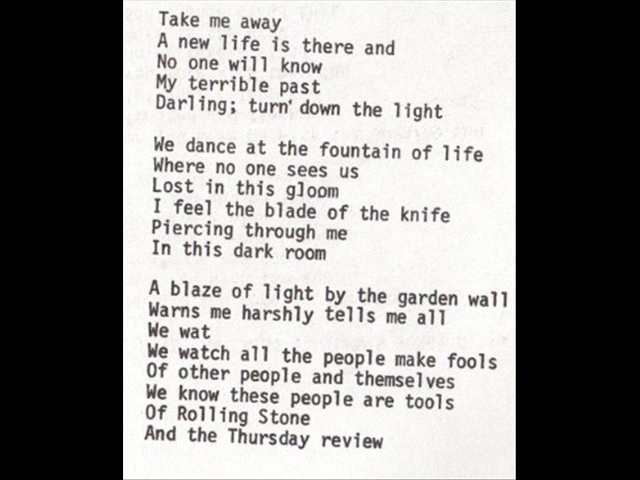 Take me away
A new life is there and
No one will know
My terrible past
Darling; turn' down the light
We dance at the fountain of life
Where no one sees us
Lost in this gloom
I feel the blade of the knife
Piercing through me
In this dark room
A blaze of light by the garden wall
Warns me harshly tells me all
We wat
We watch all the people make fools
Of other people and themselves
We know these people are tools
Of Rolling Stone
And the Thursday review